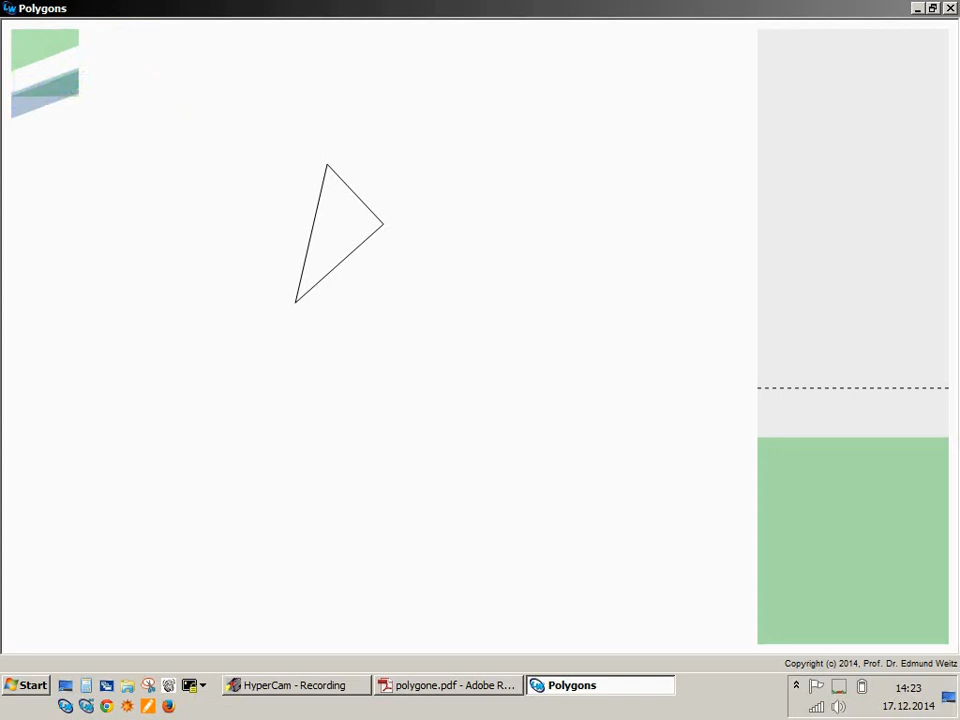 Polygons
Copyright (c) 2014, Prof. Dr. Edmund Weitz
Start
HyperCam - Recording
polygone.pdf - Adobe R...
Polygons
14:23
17.12.2014